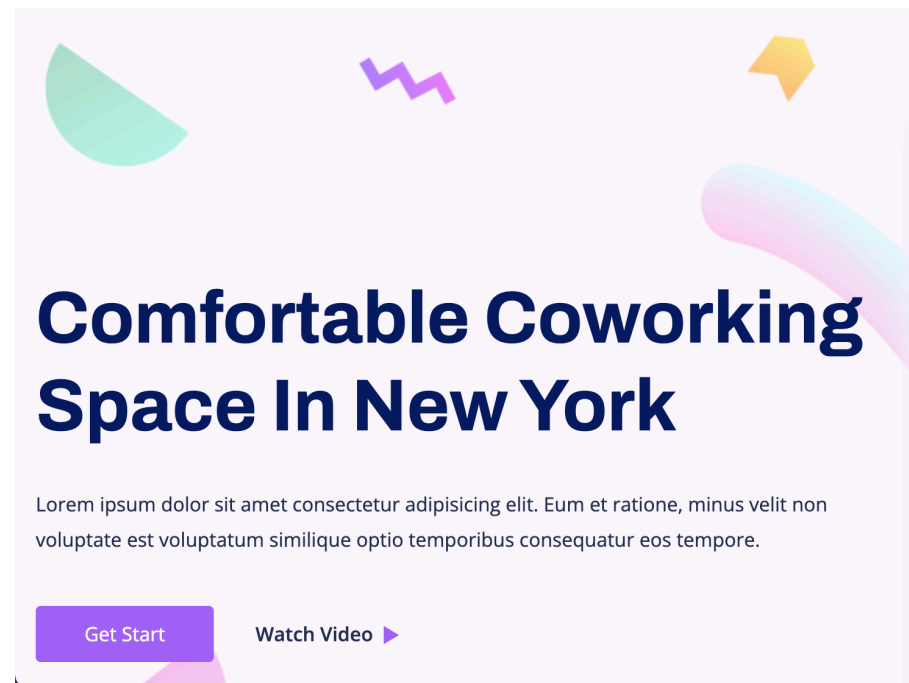 Comfortable Coworking
Space In New York
Lorem ipsum dolor sit amet consectetur adipisicing elit. Eum et ratione, minus velit non
voluptate est voluptatum similique optio temporibus consequatur eos tempore.
Get Start
Watch Video